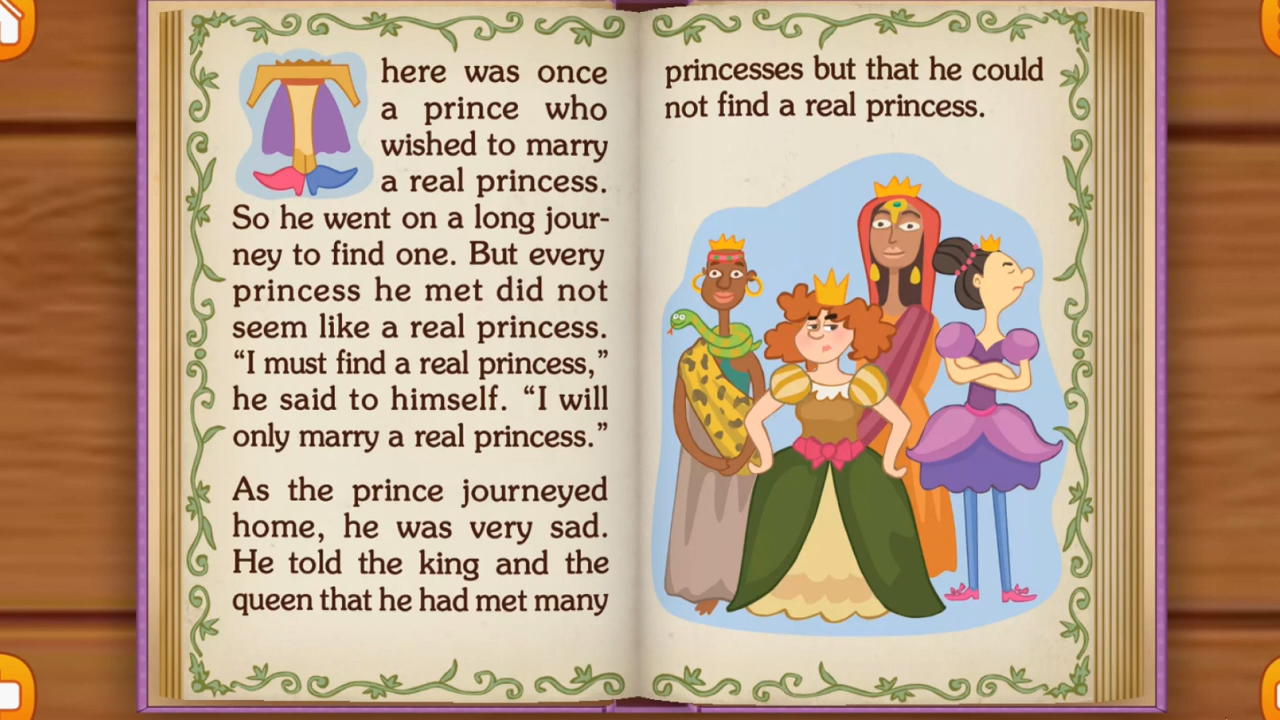 There was once
a prince who
wished to marry
a real princess.
So he went on a long jour-
ney to find one. But every
princess he met did not
seem like a real princess.
“I must find a real princess,”
he said to himself. “I will
only marry a real princess.”
As the prince journeyed
home, he was very sad.
He told the king and the
queen that he had met many
princesses but that he could
not find a real princess.